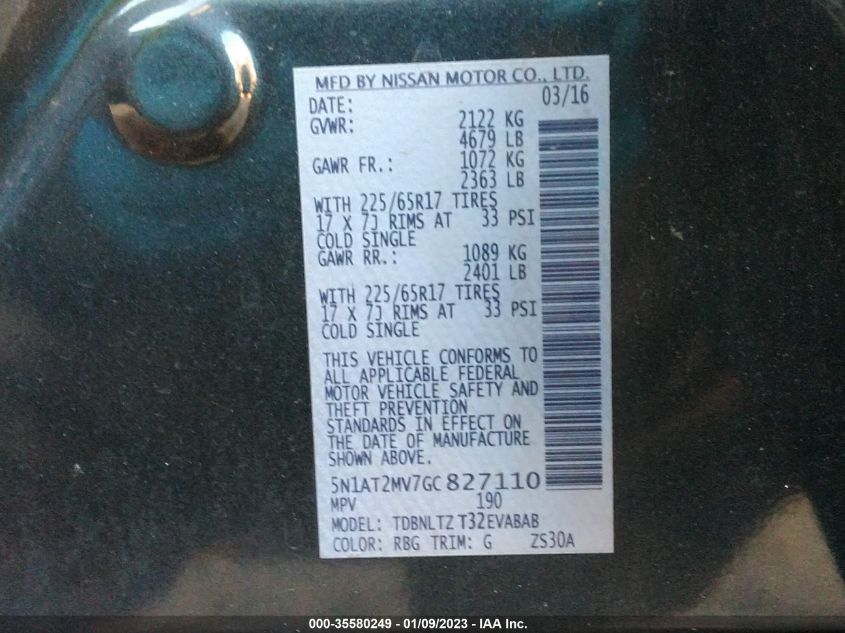 MFD BY NISSAN MOTOR CO., LTD.
DATE: 03/16
GVWR: 2122 KG
4679 LB
GAWR FR.: 1072 KG
2363 LB
WITH 225/65R17 TIRES
17 X 7J RIMS AT 33 PSI
COLD SINGLE
GAWR RR.: 1089 KG
2401 LB
WITH 225/65R17 TIRES
17 X 7J RIMS AT 33 PSI
COLD SINGLE
THIS VEHICLE CONFORMS TO
ALL APPLICABLE FEDERAL
MOTOR VEHICLE SAFETY AND
THEFT PREVENTION
STANDARDS IN EFFECT ON
THE DATE OF MANUFACTURE
SHOWN ABOVE.
5N1AT2MV7GC827110
MPV 190
MODEL: TDBNLTZ T32EVABAB
COLOR: RBG TRIM: G ZS30A
000-35580249 - 01/09/2023 - IAA Inc.